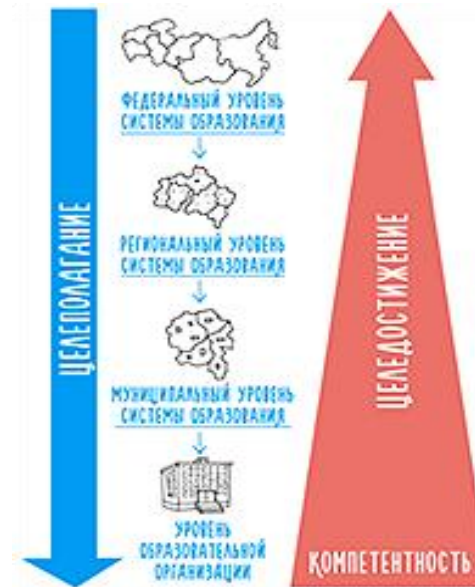 ЦЕЛЕПОЛАГАНИЕ
ФЕДЕРАЛЬНЫЙ УРОВЕНЬ
СИСТЕМЫ ОБРАЗОВАНИЯ
РЕГИОНАЛЬНЫЙ УРОВЕНЬ
СИСТЕМЫ ОБРАЗОВАНИЯ
МУНИЦИПАЛЬНЫЙ УРОВЕНЬ
СИСТЕМЫ ОБРАЗОВАНИЯ
УРОВЕНЬ
ОБРАЗОВАТЕЛЬНОЙ
ОРГАНИЗАЦИИ
ЦЕЛЕДОСТИЖЕНИЕ
КОМПЕТЕНТНОСТЬ